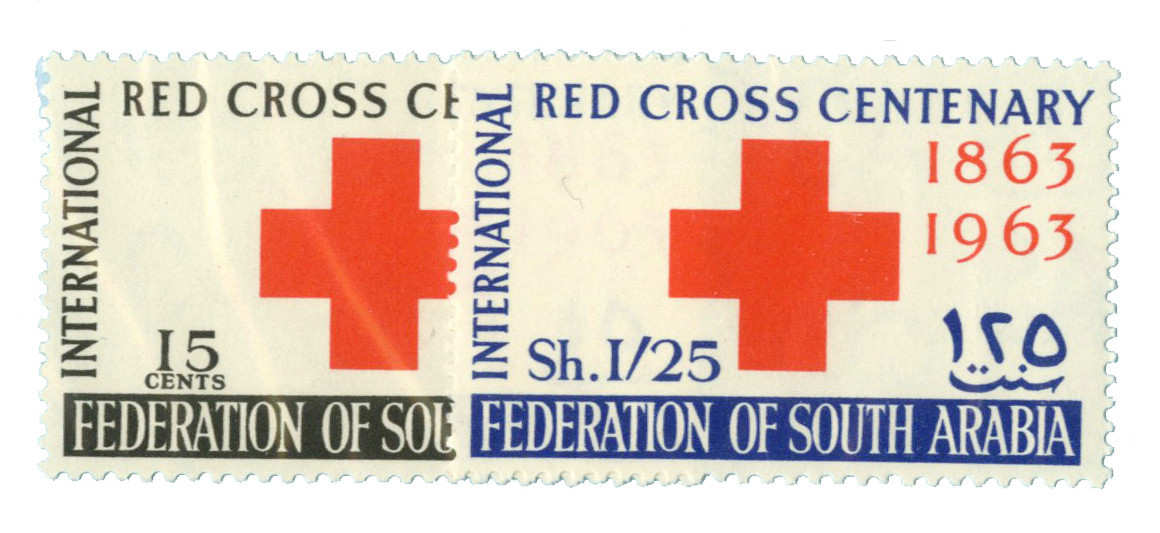 INTERNATIONAL
RED CROSS CE
15
CENTS
FEDERATION OF SOU
INTERNATIONAL
RED CROSS CENTENARY
1863
1963
Sh.1/25
١٢٥
سنت
FEDERATION OF SOUTH ARABIA